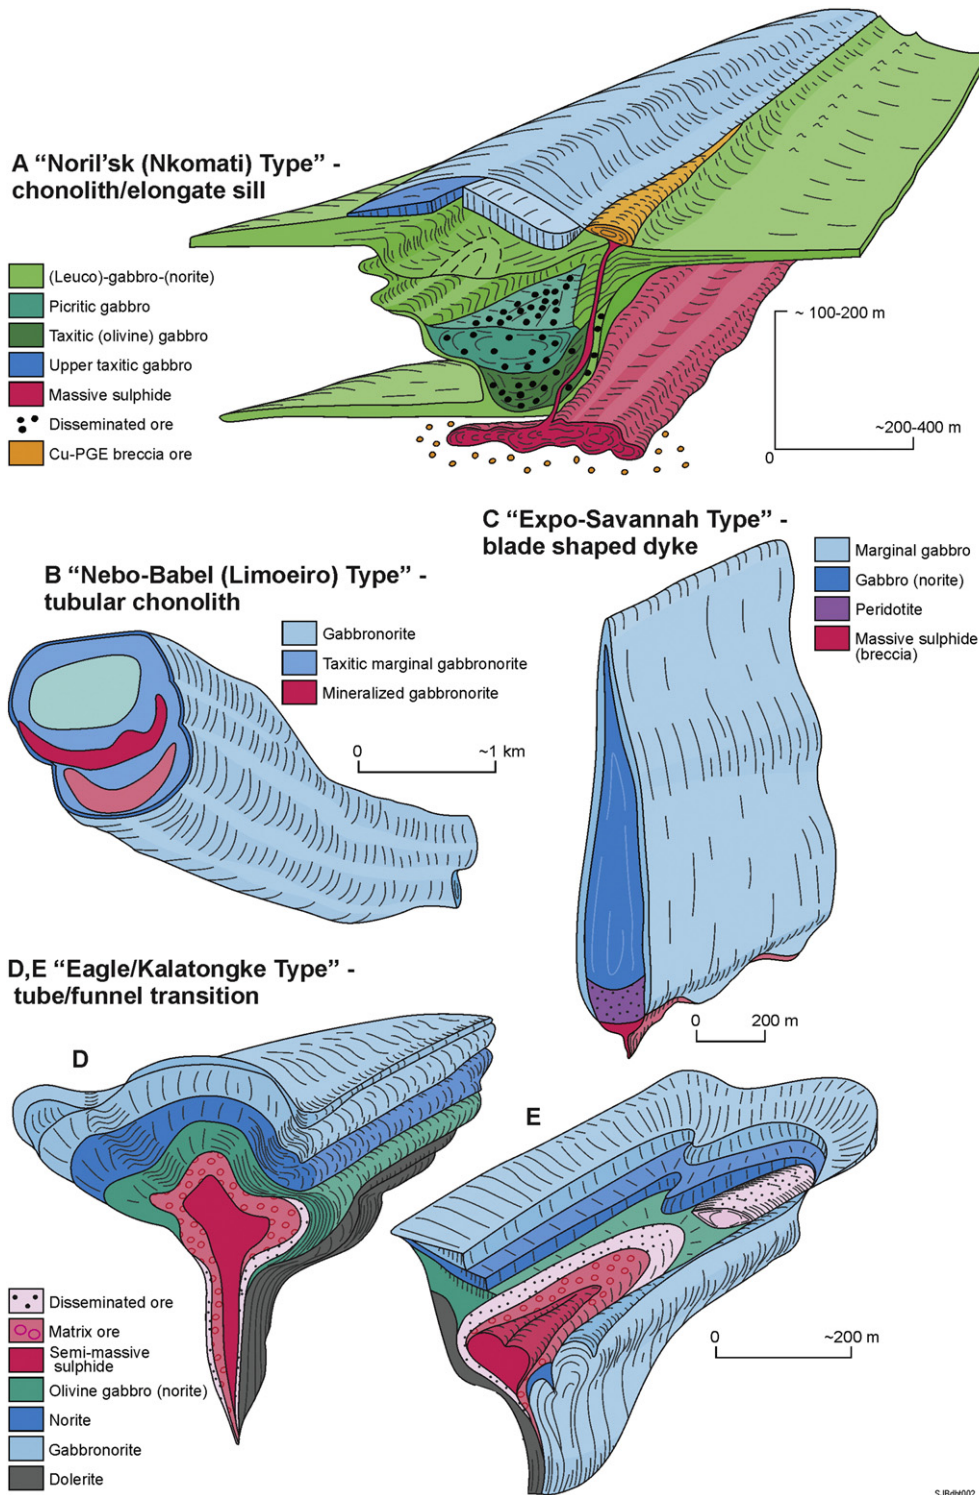 A “Noril’sk (Nkomati) Type” -
chonolith/elongate sill
(Leuco)-gabbro-(norite)
Picritic gabbro
Taxitic (olivine) gabbro
Upper taxitic gabbro
Massive sulphide
Disseminated ore
Cu-PGE breccia ore
~ 100-200 m
~200-400 m
0
B “Nebo-Babel (Limoeiro) Type” -
tubular chonolith
Gabbronorite
Taxitic marginal gabbronorite
Mineralized gabbronorite
0
~1 km
C “Expo-Savannah Type” -
blade shaped dyke
Marginal gabbro
Gabbro (norite)
Peridotite
Massive sulphide
(breccia)
0
200 m
D,E “Eagle/Kalatongke Type” -
tube/funnel transition
D
E
Disseminated ore
Matrix ore
Semi-massive
sulphide
Olivine gabbro (norite)
Norite
Gabbronorite
Dolerite
0
~200 m